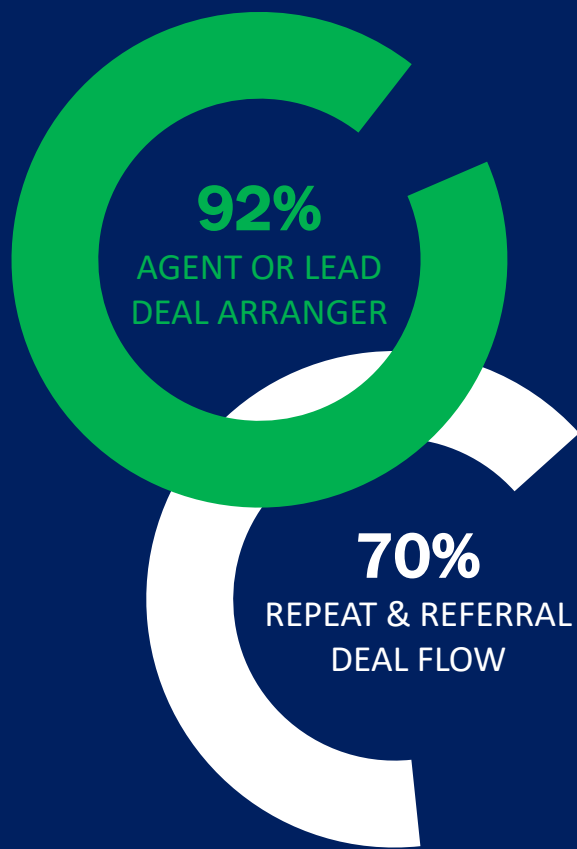 92%
AGENT OR LEAD
DEAL ARRANGER
70%
REPEAT & REFERRAL
DEAL FLOW